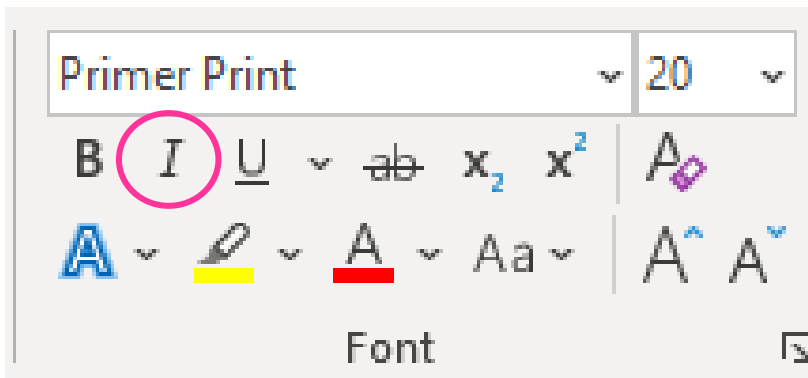 Primer Print 20
B I U ab x2 x2 A
A A Aa A A
Font